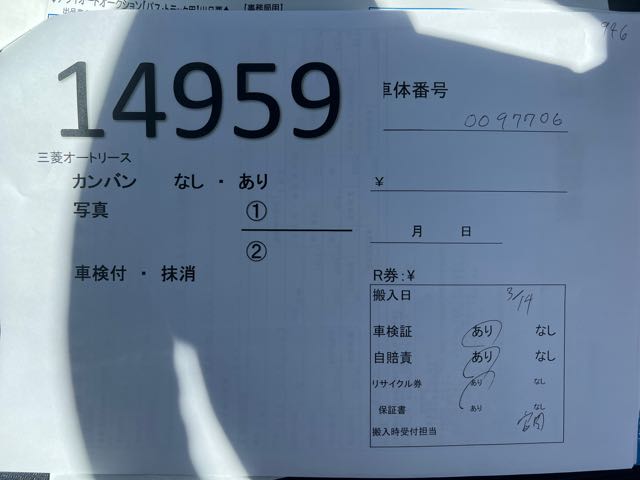 946
14959
車体番号
0097706
三菱オートリース
カンバン なし ・ あり
¥
写真 ①
②
月 日
車検付 ・ 抹消
R券:¥
搬入日 3/14
車検証 あり なし
自賠責 あり なし
リサイクル券 あり なし
保証書 あり なし
搬入時受付担当